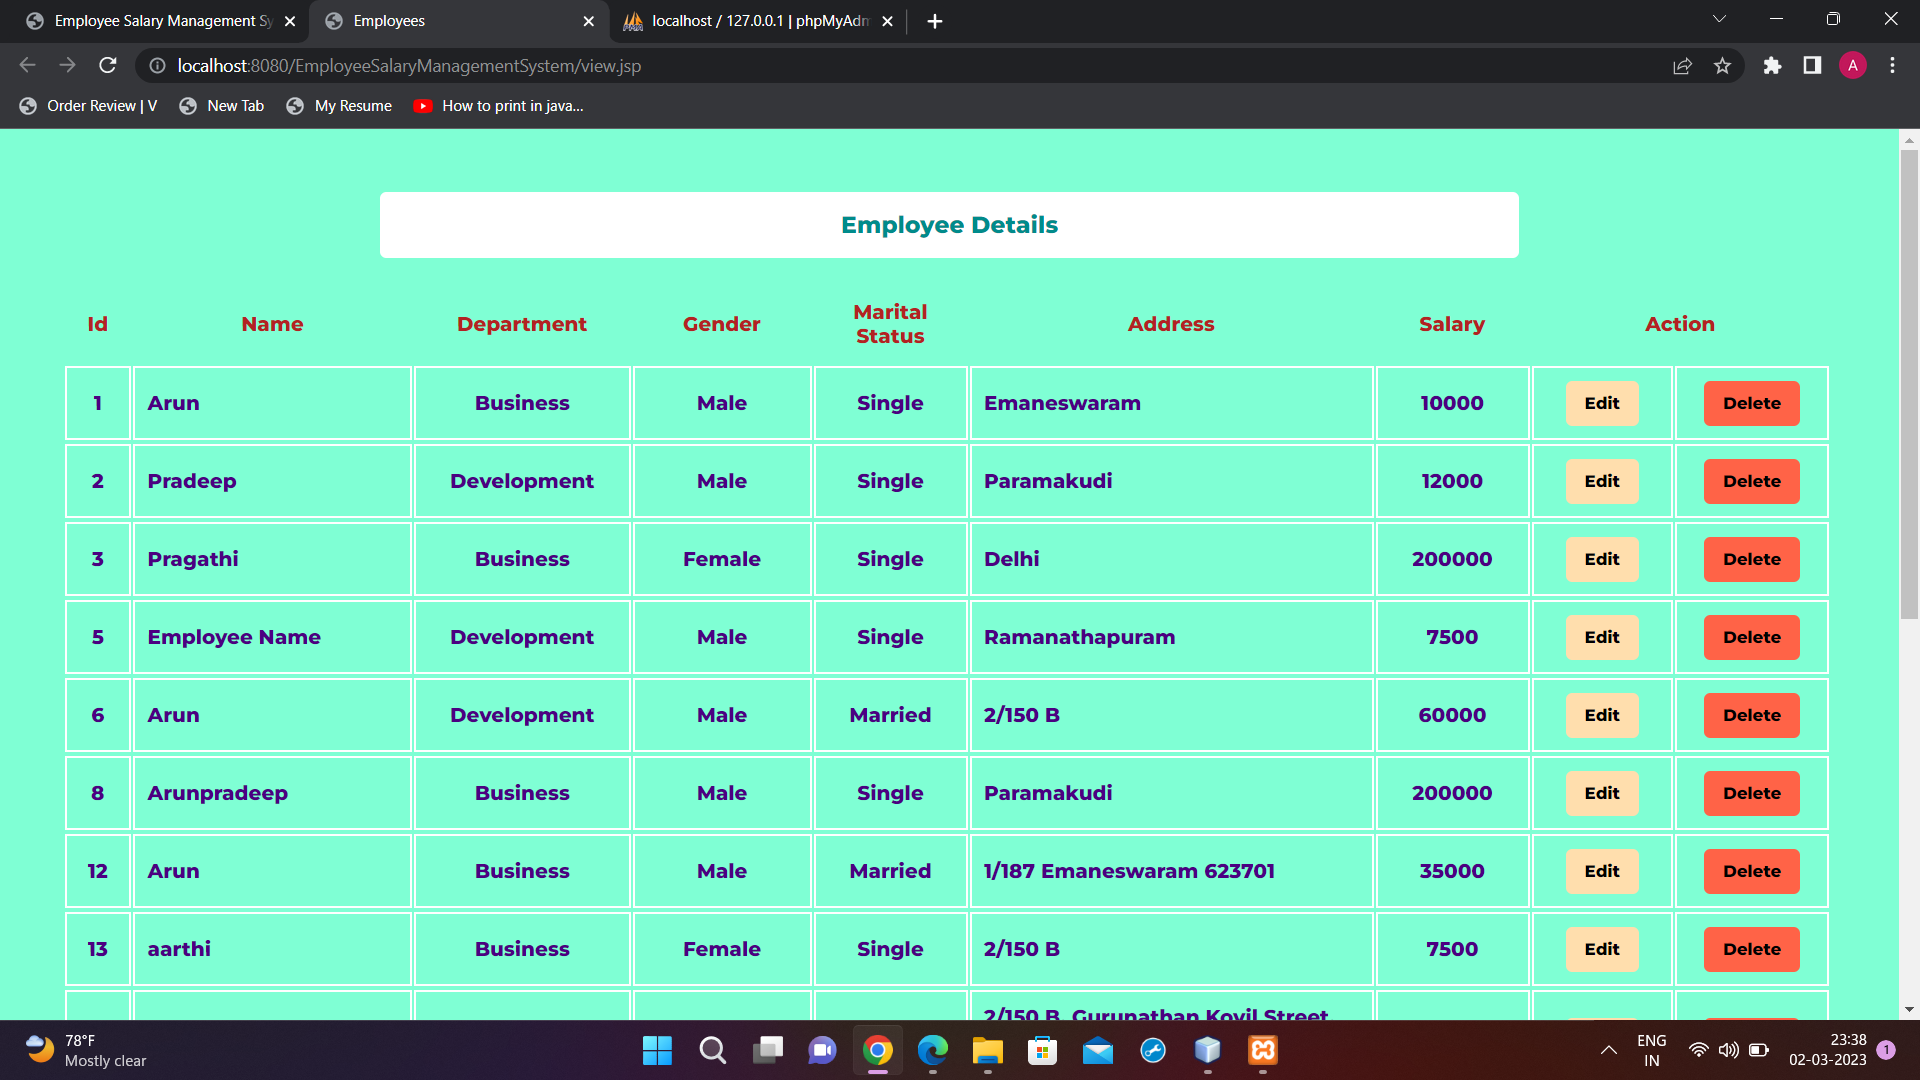 Employee Salary Management Sy
Employees
localhost / 127.0.0.1 | phpMyAdm
localhost:8080/EmployeeSalaryManagementSystem/view.jsp
A
Order Review | V
New Tab
My Resume
How to print in java...
Employee Details
Id Name Department Gender Marital Status Address Salary Action
1 Arun Business Male Single Emaneswaram 10000 Edit Delete
2 Pradeep Development Male Single Paramakudi 12000 Edit Delete
3 Pragathi Business Female Single Delhi 200000 Edit Delete
5 Employee Name Development Male Single Ramanathapuram 7500 Edit Delete
6 Arun Development Male Married 2/150 B 60000 Edit Delete
8 Arunpradeep Business Male Single Paramakudi 200000 Edit Delete
12 Arun Business Male Married 1/187 Emaneswaram 623701 35000 Edit Delete
13 aarthi Business Female Single 2/150 B 7500 Edit Delete
2/150 B, Gurunathan Kovil Street
78°F
Mostly clear
ENG
IN
23:38
02-03-2023
1